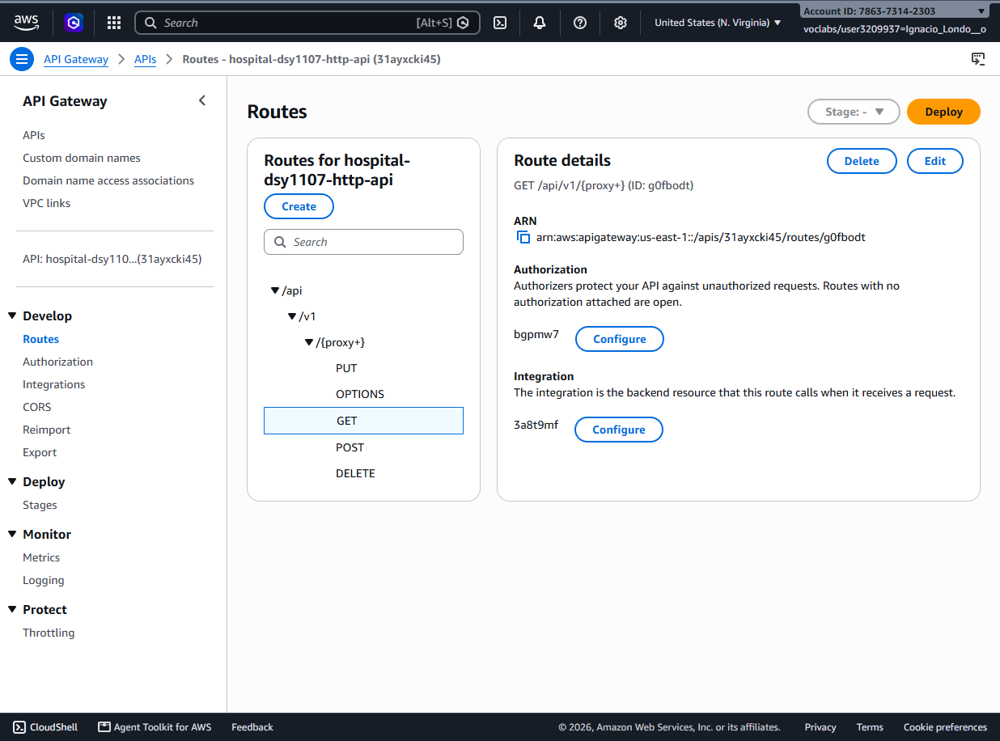 aws
Search
[Alt+S]
United States (N. Virginia)
Account ID: 7863-7314-2303
voclabs/user3209937=Ignacio_Londo__o
API Gateway
APIs
Routes - hospital-dsy1107-http-api (31ayxcki45)
API Gateway
APIs
Custom domain names
Domain name access associations
VPC links
API: hospital-dsy110...(31ayxcki45)
Develop
Routes
Authorization
Integrations
CORS
Reimport
Export
Deploy
Stages
Monitor
Metrics
Logging
Protect
Throttling
Routes
Stage: -
Deploy
Routes for hospital-
dsy1107-http-api
Create
Search
/api
/v1
/{proxy+}
PUT
OPTIONS
GET
POST
DELETE
Route details
Delete
Edit
GET /api/v1/{proxy+} (ID: g0fbodt)
ARN
arn:aws:apigateway:us-east-1::/apis/31ayxcki45/routes/g0fbodt
Authorization
Authorizers protect your API against unauthorized requests. Routes with no
authorization attached are open.
bgpmw7
Configure
Integration
The integration is the backend resource that this route calls when it receives a request.
3a8t9mf
Configure
CloudShell
Agent Toolkit for AWS
Feedback
© 2026, Amazon Web Services, Inc. or its affiliates.
Privacy
Terms
Cookie preferences